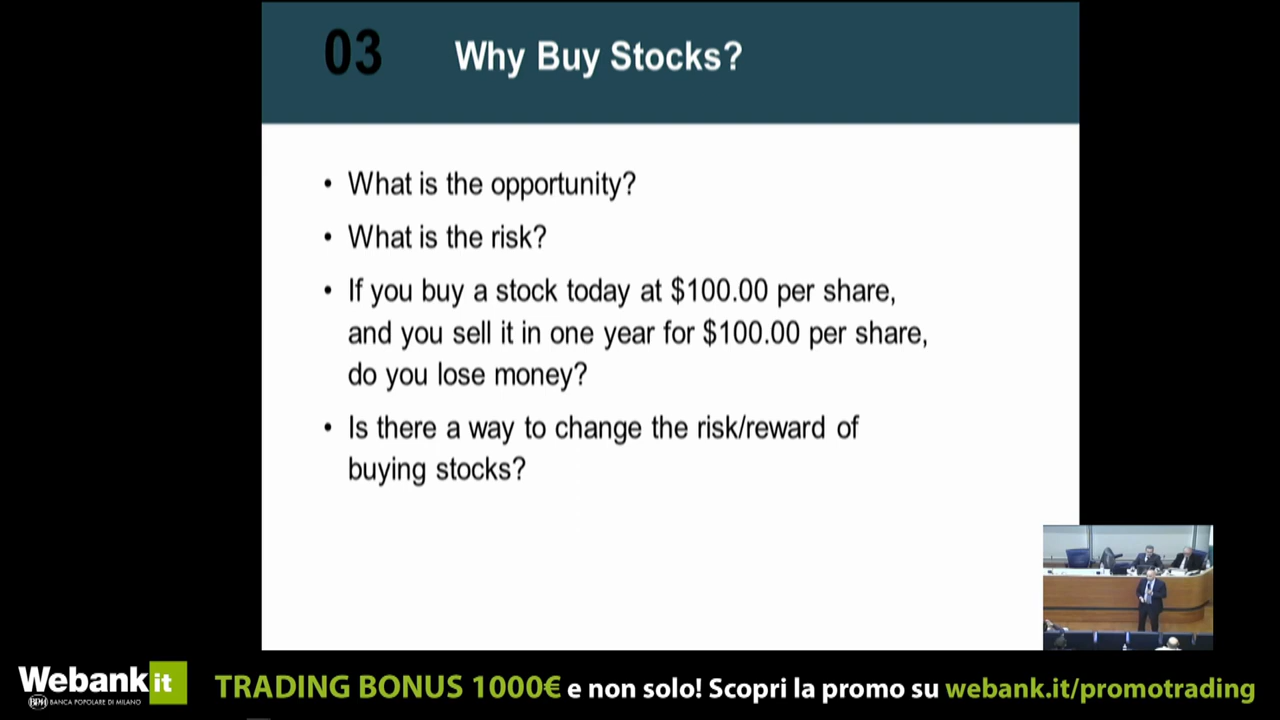 03 Why Buy Stocks?
• What is the opportunity?
• What is the risk?
• If you buy a stock today at $100.00 per share,
and you sell it in one year for $100.00 per share,
do you lose money?
• Is there a way to change the risk/reward of
buying stocks?
Webank.it
BPM BANCA POPOLARE DI MILANO
TRADING BONUS 1000€ e non solo! Scopri la promo su webank.it/promotrading